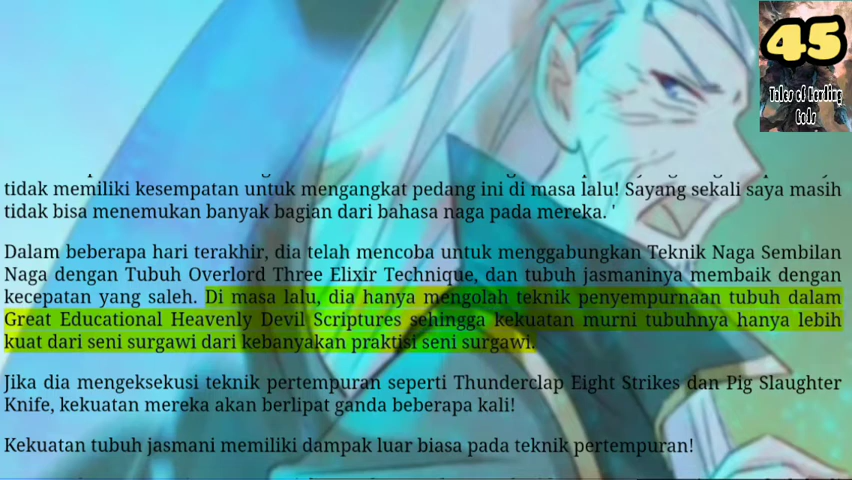 45
Tales of Herding
Gods
tidak memiliki kesempatan untuk mengangkat pedang ini di masa lalu! Sayang sekali saya masih
tidak bisa menemukan banyak bagian dari bahasa naga pada mereka. '
Dalam beberapa hari terakhir, dia telah mencoba untuk menggabungkan Teknik Naga Sembilan
Naga dengan Tubuh Overlord Three Elixir Technique, dan tubuh jasmaninya membaik dengan
kecepatan yang saleh. Di masa lalu, dia hanya mengolah teknik penyempurnaan tubuh dalam
Great Educational Heavenly Devil Scriptures sehingga kekuatan murni tubuhnya hanya lebih
kuat dari seni surgawi dari kebanyakan praktisi seni surgawi.
Jika dia mengeksekusi teknik pertempuran seperti Thunderclap Eight Strikes dan Pig Slaughter
Knife, kekuatan mereka akan berlipat ganda beberapa kali!
Kekuatan tubuh jasmani memiliki dampak luar biasa pada teknik pertempuran!